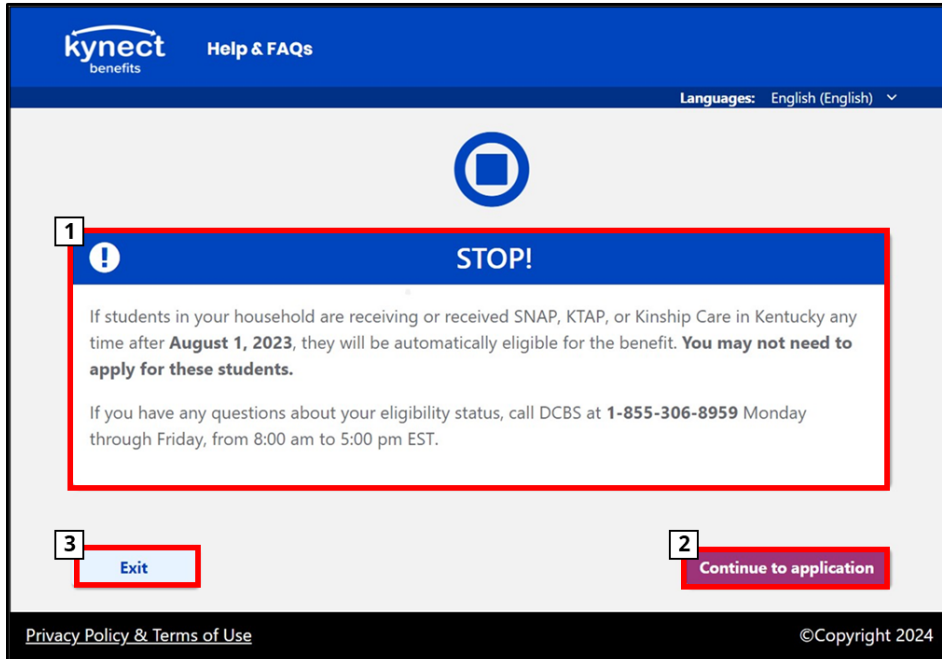 kynect
benefits
Help & FAQs
Languages: English (English)
1
!
STOP!
If students in your household are receiving or received SNAP, KTAP, or Kinship Care in Kentucky any
time after August 1, 2023, they will be automatically eligible for the benefit. You may not need to
apply for these students.
If you have any questions about your eligibility status, call DCBS at 1-855-306-8959 Monday
through Friday, from 8:00 am to 5:00 pm EST.
3
Exit
2
Continue to application
Privacy Policy & Terms of Use
©Copyright 2024